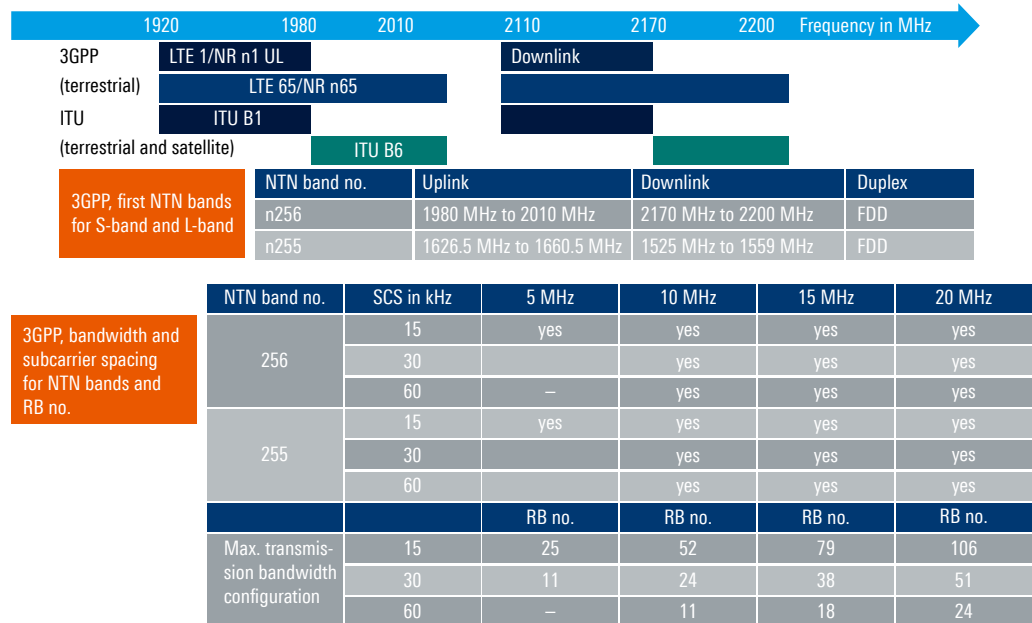 1920 1980 2010 2110 2170 2200 Frequency in MHz
3GPP LTE 1/NR n1 UL Downlink
(terrestrial) LTE 65/NR n65
ITU ITU B1
(terrestrial and satellite) ITU B6
3GPP, first NTN bands
for S-band and L-band
NTN band no. Uplink Downlink Duplex
n256 1980 MHz to 2010 MHz 2170 MHz to 2200 MHz FDD
n255 1626.5 MHz to 1660.5 MHz 1525 MHz to 1559 MHz FDD
3GPP, bandwidth and
subcarrier spacing
for NTN bands and
RB no.
NTN band no. SCS in kHz 5 MHz 10 MHz 15 MHz 20 MHz
15 yes yes yes yes
256 30 yes yes yes
60 – yes yes yes
15 yes yes yes yes
255 30 yes yes yes
60 yes yes yes
RB no. RB no. RB no. RB no.
Max. transmis- 15 25 52 79 106
sion bandwidth 30 11 24 38 51
configuration 60 – 11 18 24